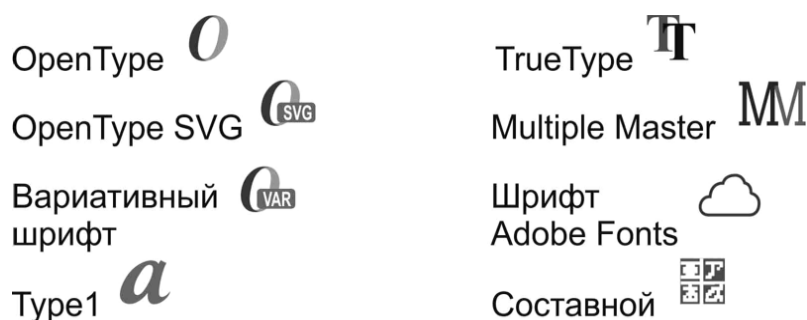 OpenType
OpenType SVG
Вариативный
шрифт
Type1
TrueType
Multiple Master
Шрифт
Adobe Fonts
Составной